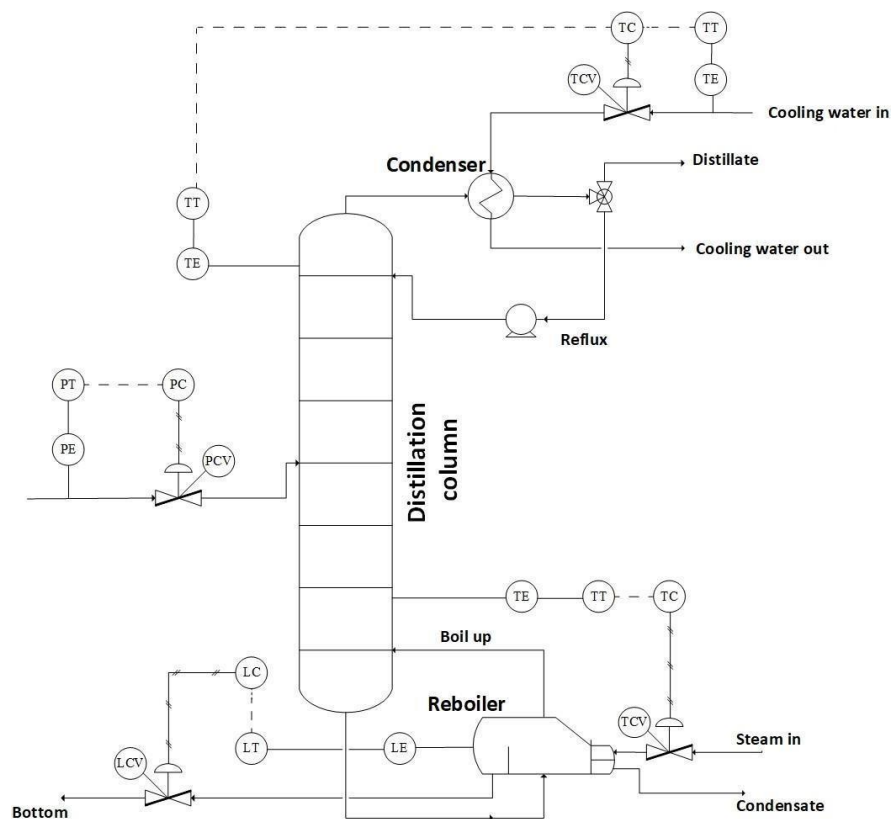 TC
TT
TCV
TE
Cooling water in
Distillate
Condenser
TT
Cooling water out
TE
Reflux
PT
PC
Distillation
column
PE
PCV
TE
TT
TC
Boil up
LC
Reboiler
TCV
LT
LE
Steam in
LCV
Bottom
Condensate